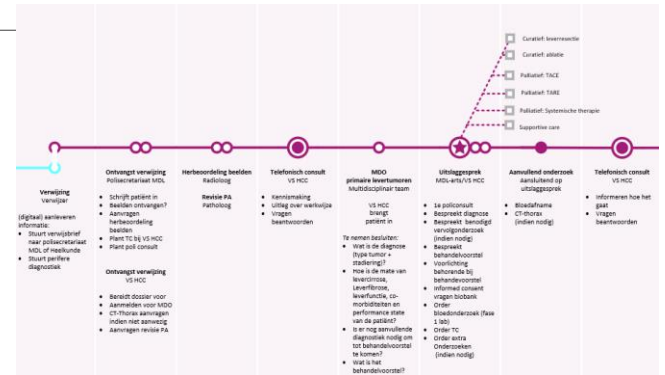 Curatief: leverresectie
Curatief: ablatie
Palliatief: TACE
Palliatief: TARE
Palliatief: Systemische therapie
Supportive care
Verwijzing
Verwijzer
(digitaal) aanleveren
informatie:
• Stuurt verwijsbrief
naar polisecretariaat
MDL of Heelkunde
• Stuurt perifere
diagnostiek
Ontvangst verwijzing
Polisecretariaat MDL
• Schrijft patiënt in
• Beelden ontvangen?
• Aanvragen
herbeoordeling
beelden
• Plant TC bij VS HCC
• Plant poli consult
Ontvangst verwijzing
VS HCC
• Bereidt dossier voor
• Aanmelden voor MDO
• CT-Thorax aanvragen
indien niet aanwezig
• Aanvragen revisie PA
Herbeoordeling beelden
Radioloog
Revisie PA
Patholoog
Telefonisch consult
VS HCC
• Kennismaking
• Uitleg over werkwijze
• Vragen
beantwoorden
MDO
primaire levertumoren
Multidisciplinair team
VS HCC
brengt
patiënt in
Te nemen besluiten:
• Wat is de diagnose
(type tumor +
stadiering)?
• Hoe is de mate van
levercirrose,
Leverfibrose,
leverfunctie, co-
morbiditeiten en
performance state
van de patiënt?
• Is er nog aanvullende
diagnostiek nodig om
tot behandelvoorstel
te komen?
• Wat is het
behandelvoorstel?
Uitslaggesprek
MDL-arts/VS HCC
• 1e policonsult
• Bespreekt diagnose
• Bespreekt benodigd
vervolgonderzoek
(indien nodig)
• Bespreekt
behandelvoorstel
• Voorlichting
behorende bij
behandelvoorstel
• Informed consent
vragen biobank
• Order
bloedonderzoek (fase
1 lab)
• Order TC
• Order extra
Onderzoeken
(indien nodig)
Aanvullend onderzoek
Aansluitend op
uitslaggesprek
• Bloedafname
• CT-thorax
(indien nodig)
Telefonisch consult
VS HCC
• Informeren hoe het
gaat
• Vragen
beantwoorden